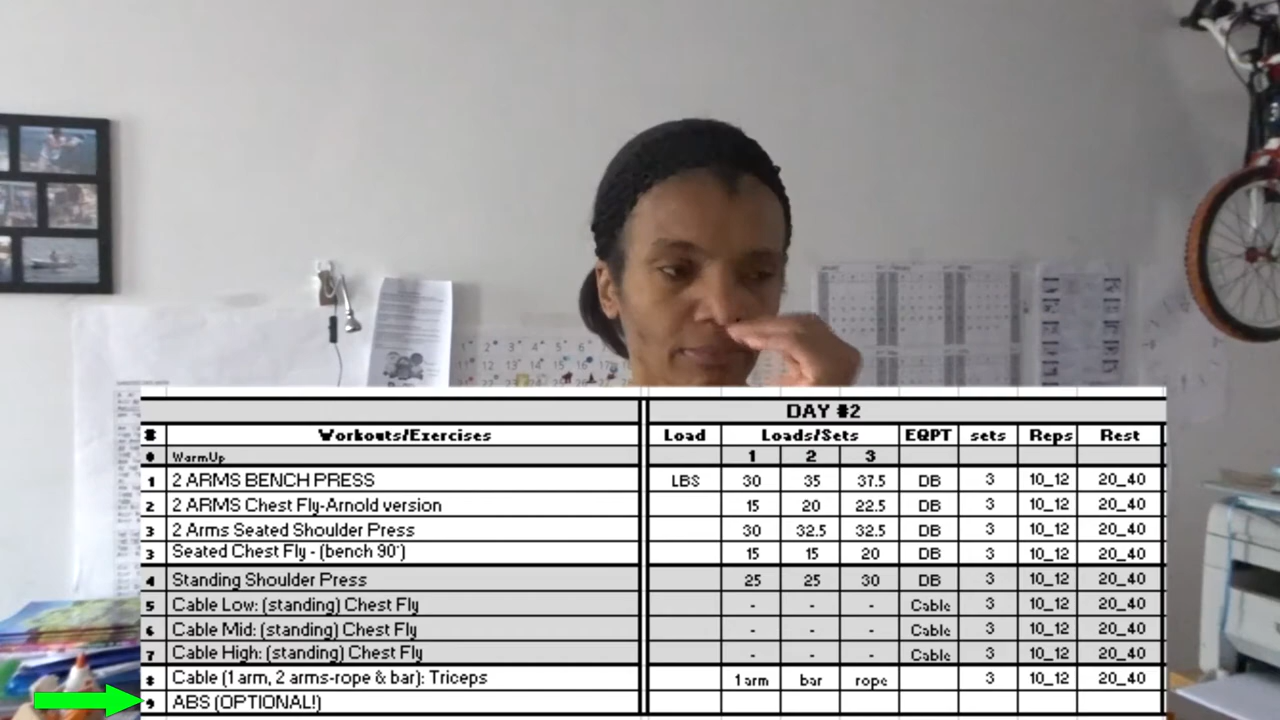 DAY #2
# Workouts/Exercises Load Loads/Sets EQPT sets Reps Rest
0 WarmUp 1 2 3
1 2 ARMS BENCH PRESS LBS 30 35 37.5 DB 3 10_12 20_40
2 2 ARMS Chest Fly-Arnold version 15 20 22.5 DB 3 10_12 20_40
3 2 Arms Seated Shoulder Press 30 32.5 32.5 DB 3 10_12 20_40
3 Seated Chest Fly - (bench 90°) 15 15 20 DB 3 10_12 20_40
4 Standing Shoulder Press 25 25 30 DB 3 10_12 20_40
5 Cable Low: (standing) Chest Fly - - - Cable 3 10_12 20_40
6 Cable Mid: (standing) Chest Fly - - - Cable 3 10_12 20_40
7 Cable High: (standing) Chest Fly - - - Cable 3 10_12 20_40
8 Cable (1 arm, 2 arms-rope & bar): Triceps 1 arm bar rope 3 10_12 20_40
9 ABS (OPTIONAL!)